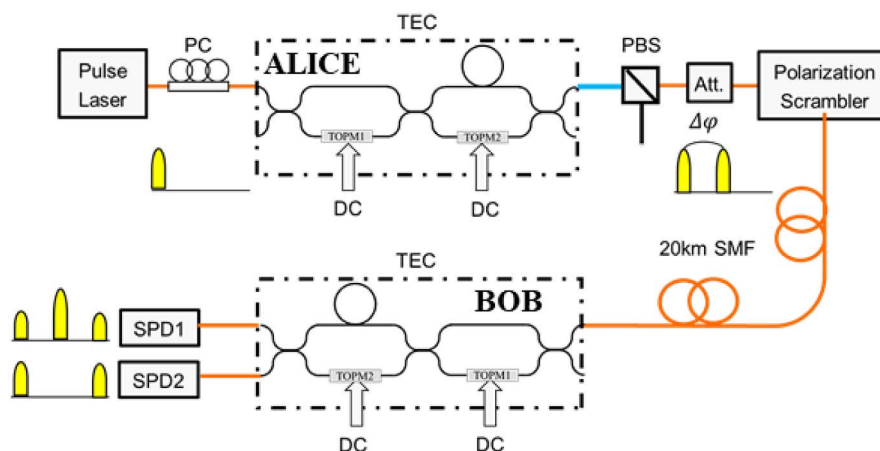 TEC
PC
Pulse
Laser
ALICE
TOPM1
TOPM2
DC
DC
PBS
Att.
Polarization
Scrambler
Δφ
20km SMF
TEC
BOB
SPD1
SPD2
TOPM2
TOPM1
DC
DC